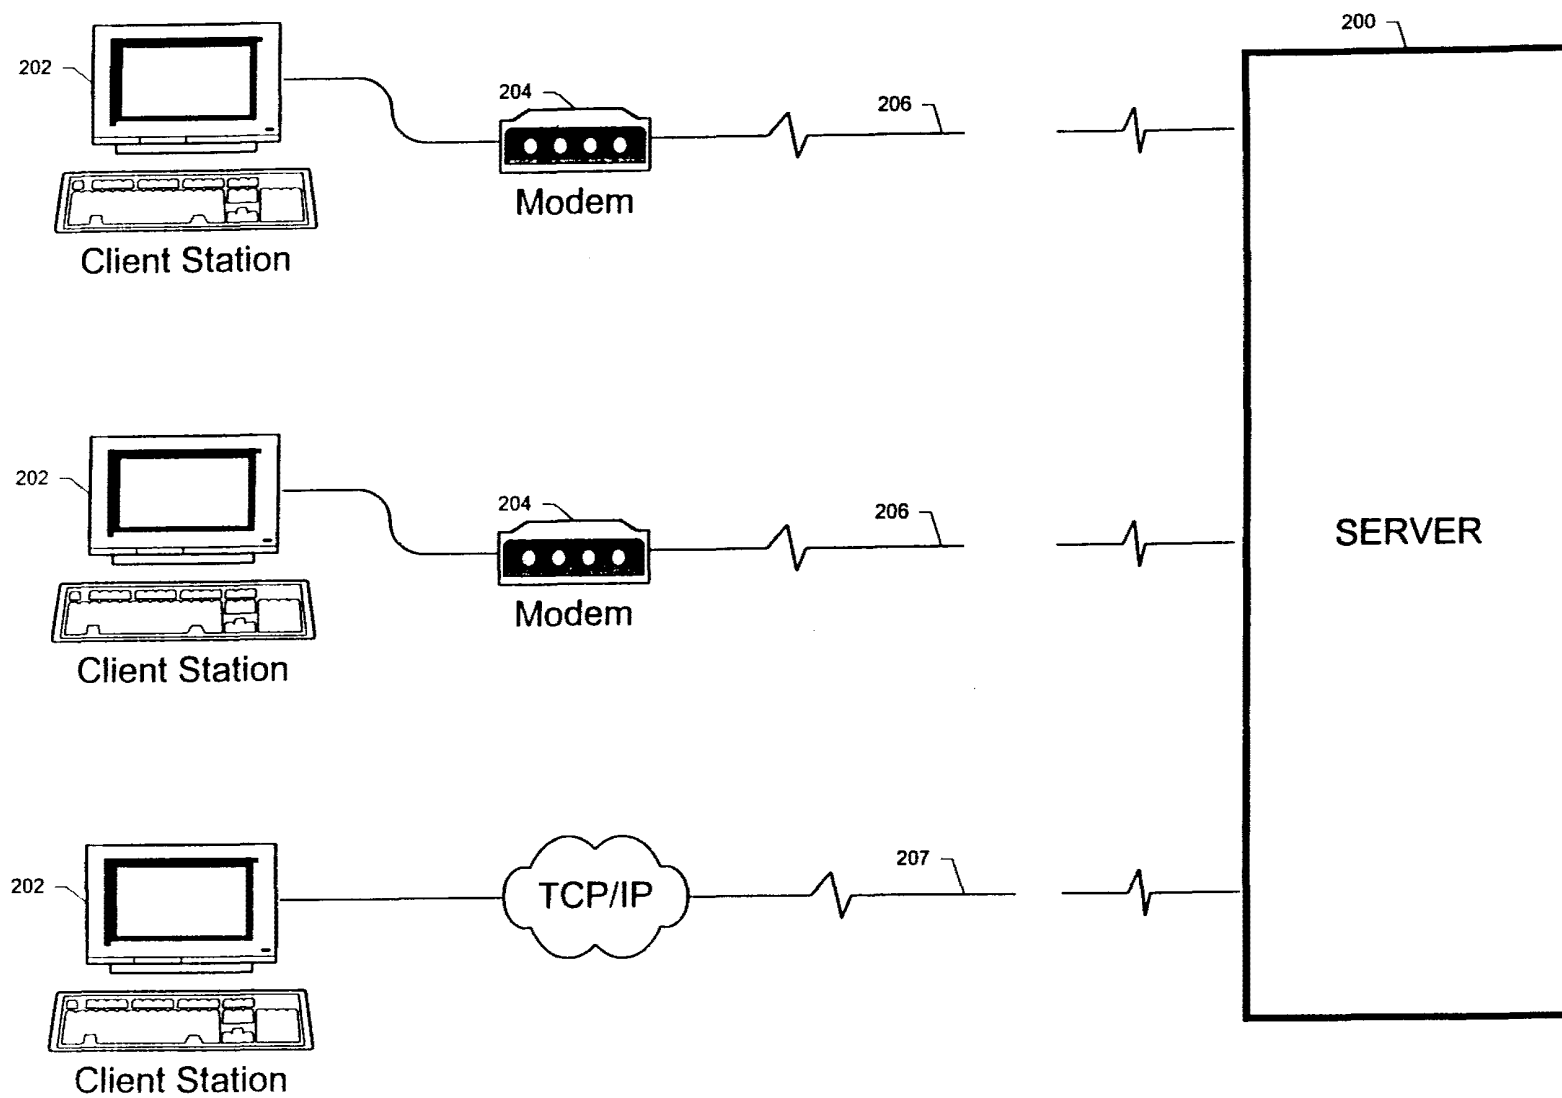 200
202
204
206
Modem
Client Station
202
204
206
SERVER
Modem
Client Station
202
TCP/IP
207
Client Station